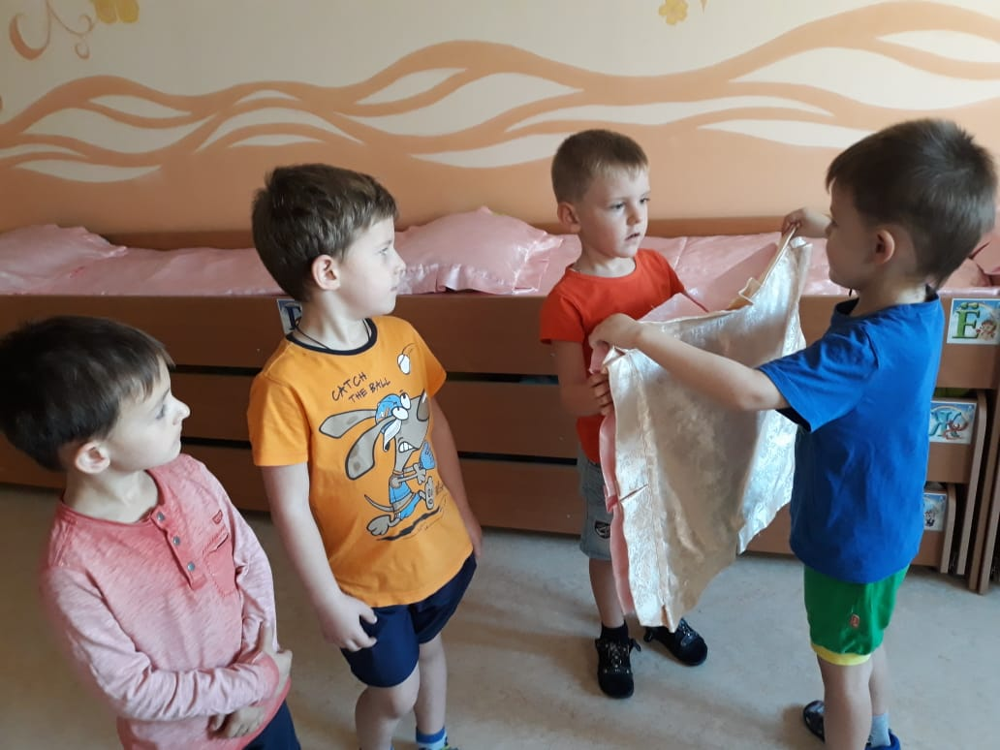 CATCH
THE BALL
Ё
Ж